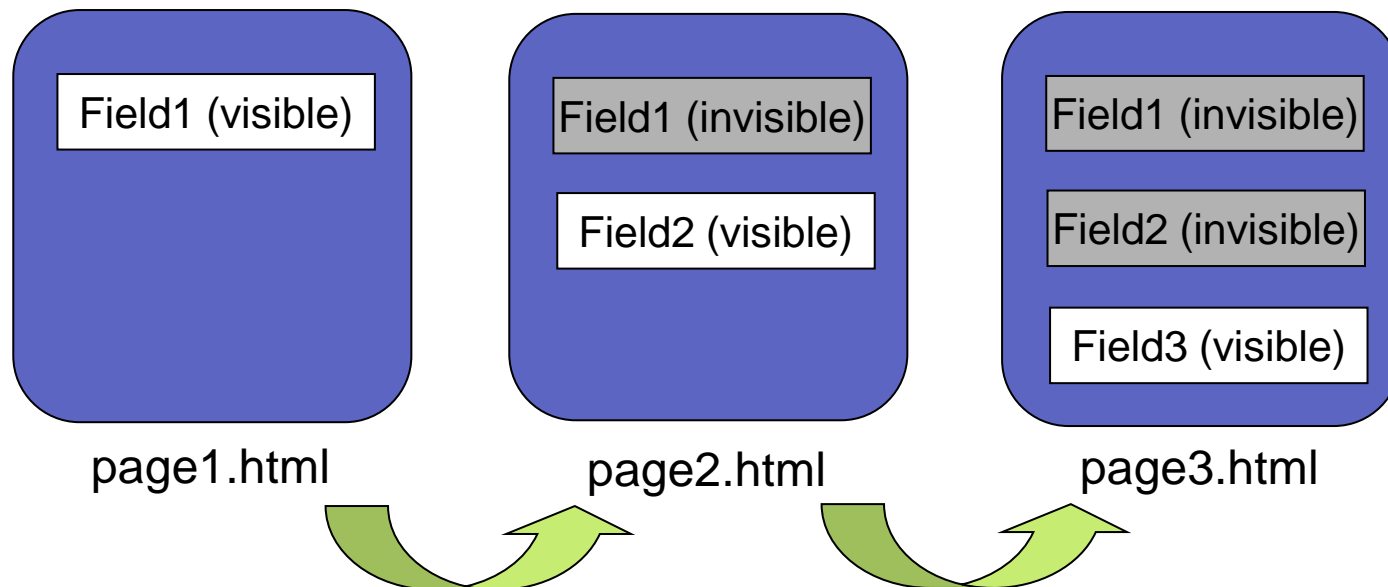 Field1 (visible)
page1.html
Field1 (invisible)
Field2 (visible)
page2.html
Field1 (invisible)
Field2 (invisible)
Field3 (visible)
page3.html